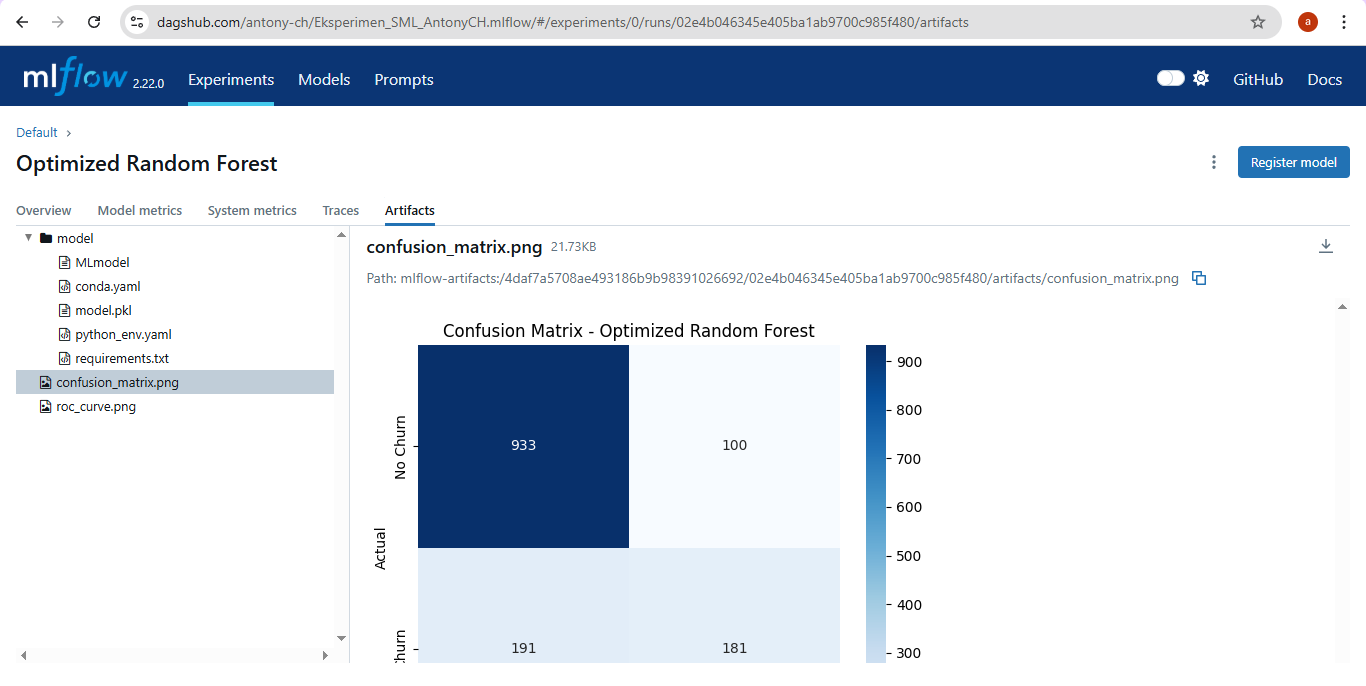 dagshub.com/antony-ch/Eksperimen_SML_AntonyCH.mlflow/#/experiments/0/runs/02e4b046345e405ba1ab9700c985f480/artifacts
a
mlflow 2.22.0 Experiments Models Prompts GitHub Docs
Default
Optimized Random Forest
Register model
Overview Model metrics System metrics Traces Artifacts
model
MLmodel
conda.yaml
model.pkl
python_env.yaml
requirements.txt
confusion_matrix.png
roc_curve.png
confusion_matrix.png 21.73KB
Path: mlflow-artifacts:/4daf7a5708ae493186b9b98391026692/02e4b046345e405ba1ab9700c985f480/artifacts/confusion_matrix.png
Confusion Matrix - Optimized Random Forest
Actual
No Churn
933 100
191 181
900
800
700
600
500
400
300